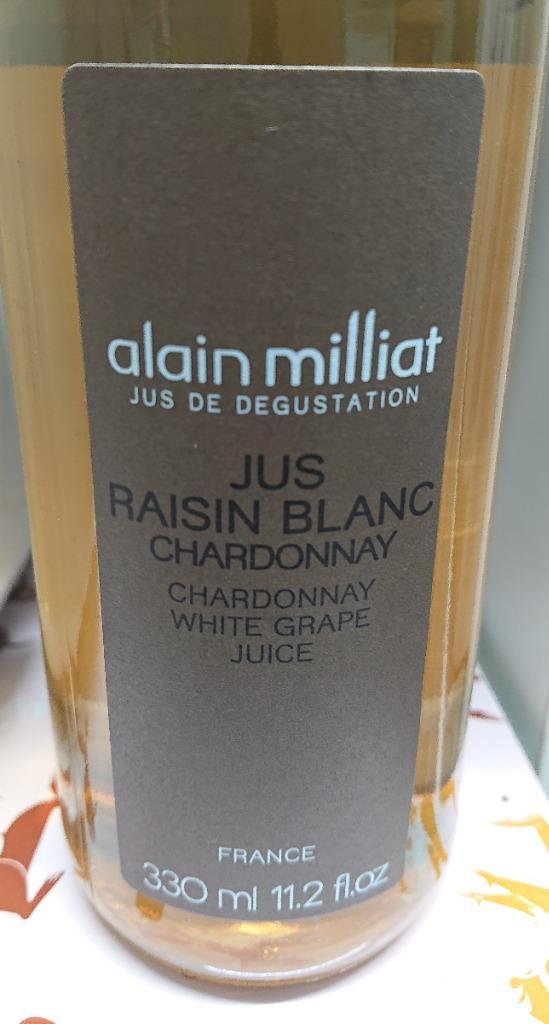 alain milliat
JUS DE DEGUSTATION
JUS
RAISIN BLANC
CHARDONNAY
CHARDONNAY
WHITE GRAPE
JUICE
FRANCE
330 ml 11.2 fl.oz